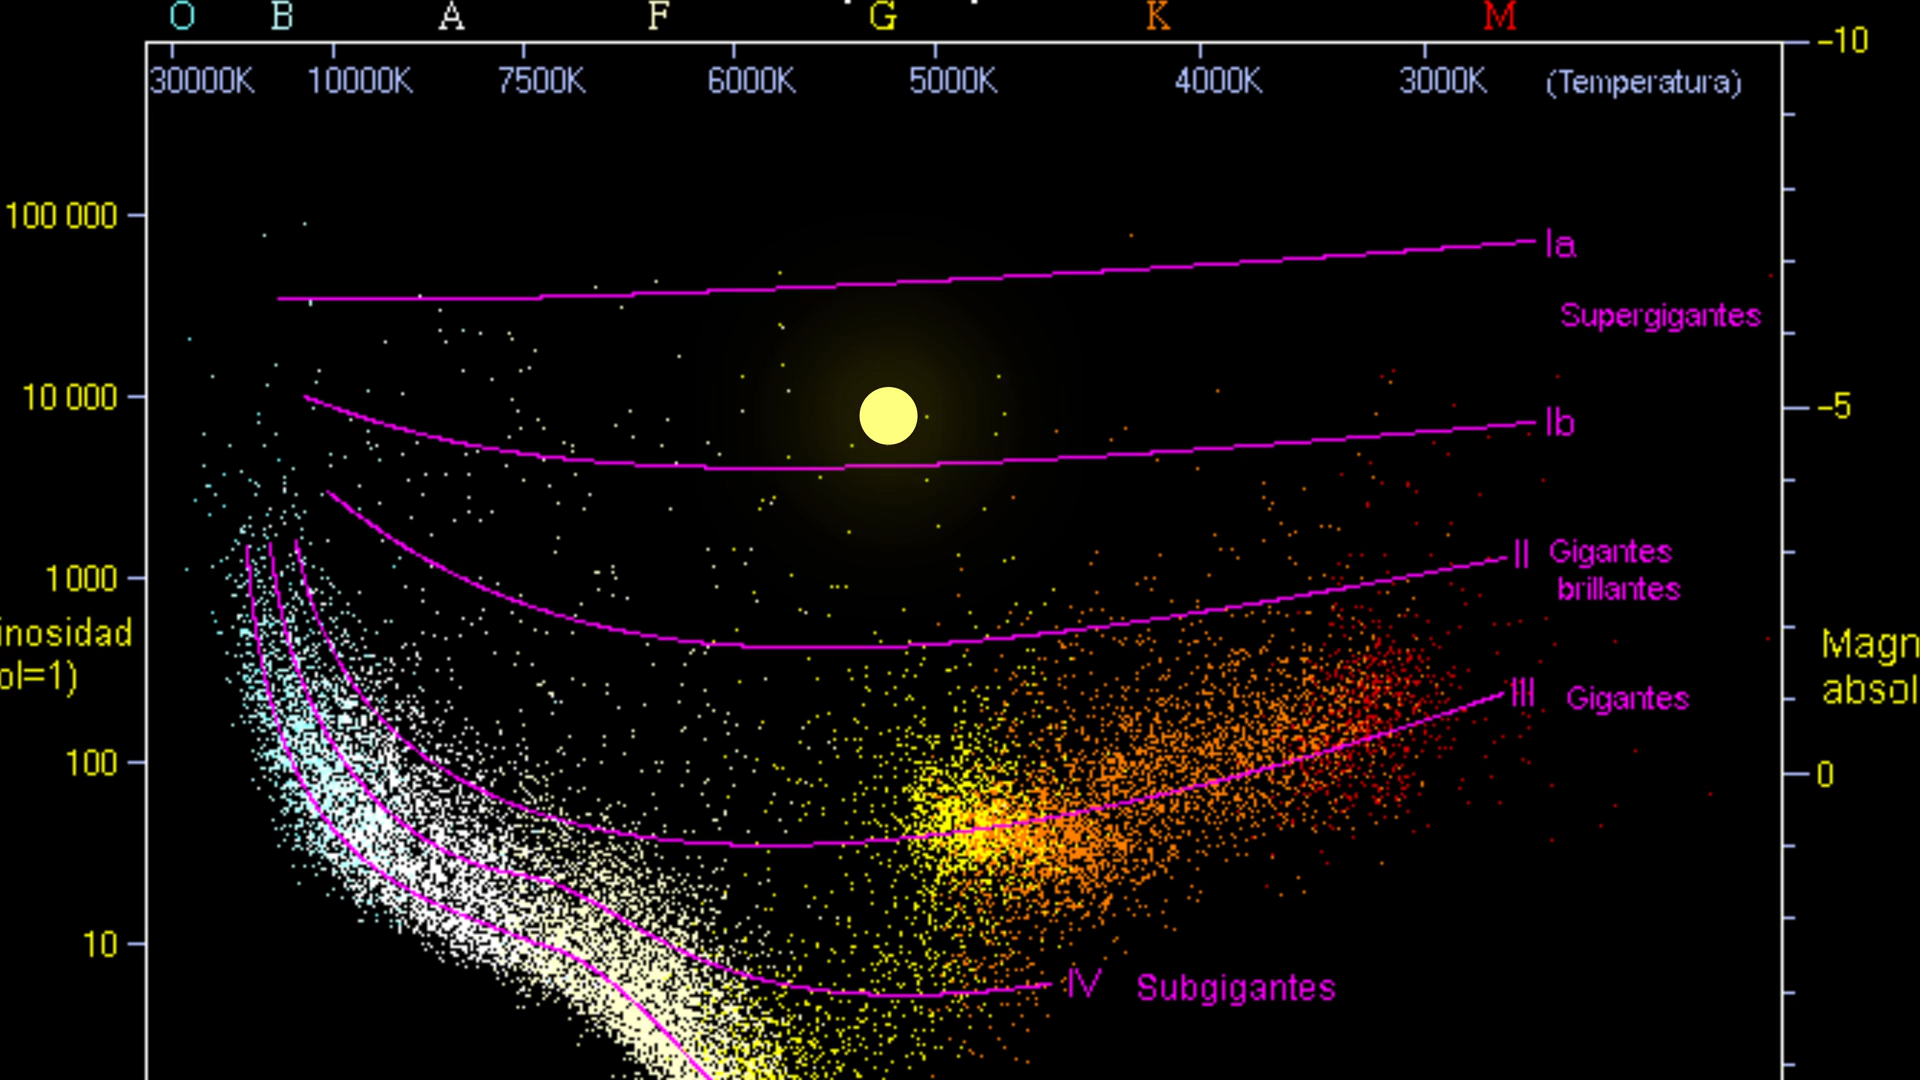 O B A F G K M
30000K 10000K 7500K 6000K 5000K 4000K 3000K (Temperatura)
-10
100 000
Ia
Supergigantes
10 000
-5
Ib
1000
II Gigantes
brillantes
inosidad
ol=1)
Magn
absol
III Gigantes
100
0
10
IV Subgigantes